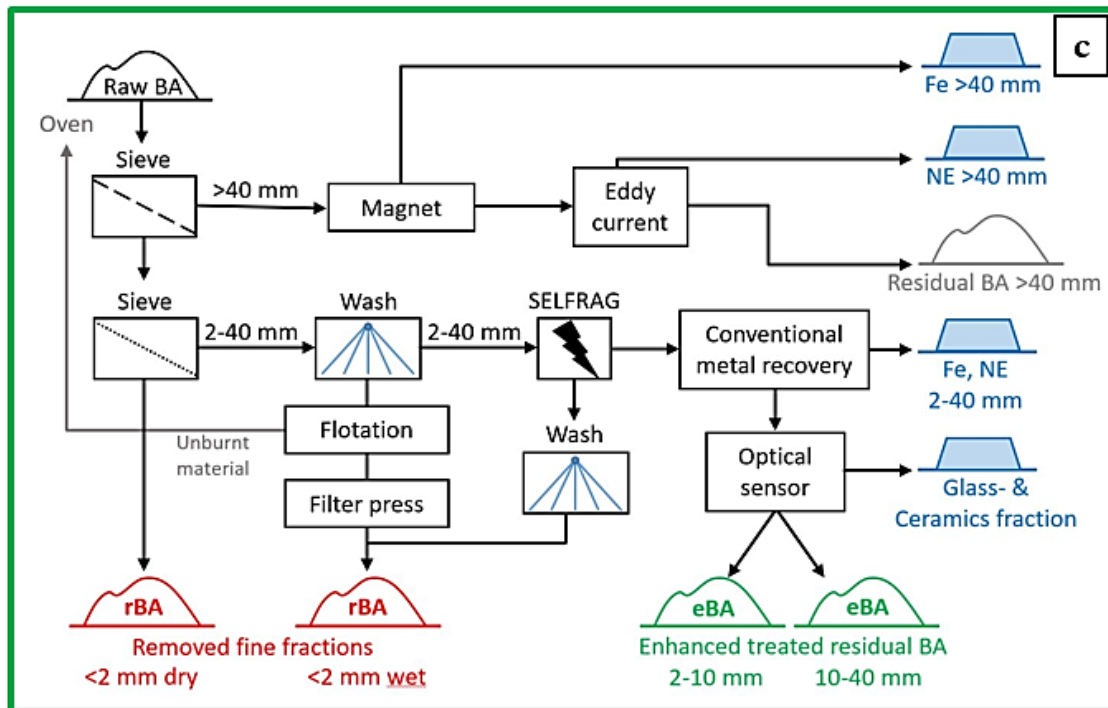 c
Raw BA
Fe >40 mm
Oven
Sieve
>40 mm
Magnet
Eddy
current
NE >40 mm
Residual BA >40 mm
Sieve
2-40 mm
Wash
2-40 mm
SELFRAG
Conventional
metal recovery
Fe, NE
2-40 mm
Unburnt
material
Flotation
Wash
Optical
sensor
Glass- &
Ceramics fraction
Filter press
rBA
rBA
eBA
eBA
Removed fine fractions
<2 mm dry
<2 mm wet
Enhanced treated residual BA
2-10 mm
10-40 mm